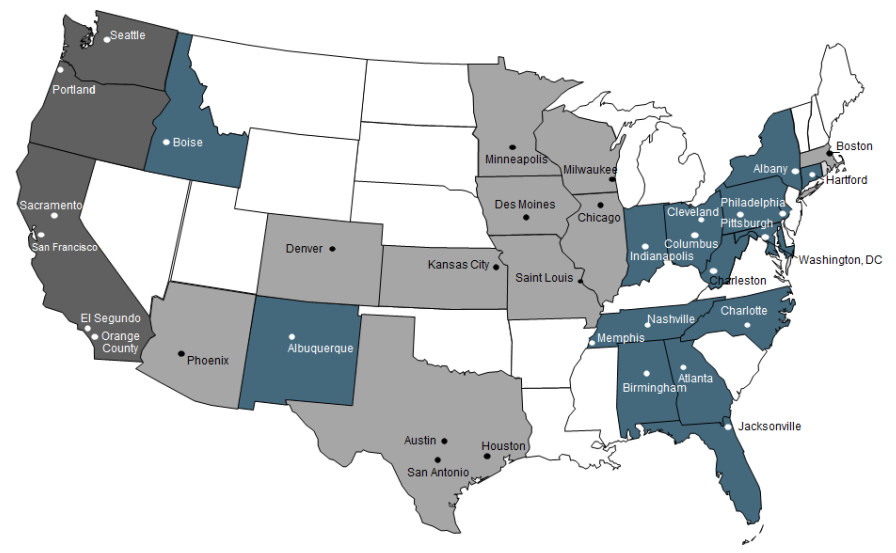 Seattle
Portland
Boise
Minneapolis
Milwaukee
Boston
Albany
Hartford
Sacramento
Des Moines
Chicago
Cleveland
Philadelphia
Pittsburgh
San Francisco
Denver
Kansas City
Columbus
Indianapolis
Washington, DC
Saint Louis
Charleston
El Segundo
Orange
County
Nashville
Charlotte
Memphis
Albuquerque
Phoenix
Birmingham
Atlanta
Jacksonville
Austin
Houston
San Antonio